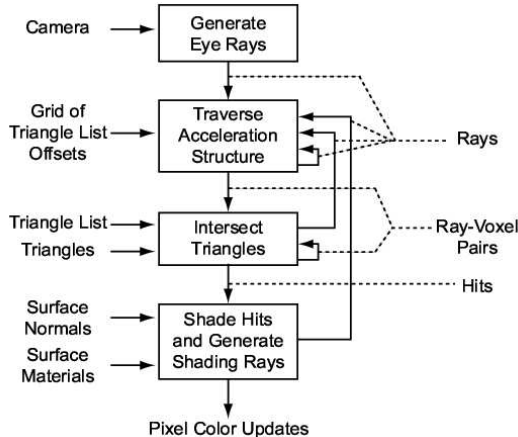 Camera
Generate
Eye Rays
Grid of
Triangle List
Offsets
Traverse
Acceleration
Structure
Rays
Triangle List
Triangles
Intersect
Triangles
Ray-Voxel
Pairs
Hits
Surface
Normals
Surface
Materials
Shade Hits
and Generate
Shading Rays
Pixel Color Updates